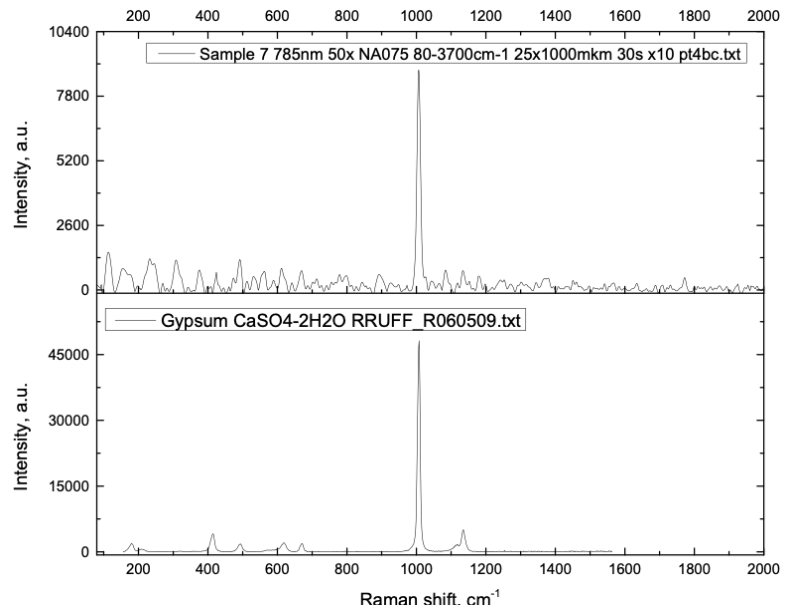 200 400 600 800 1000 1200 1400 1600 1800 2000
10400
7800
5200
2600
0
Intensity, a.u.
Sample 7 785nm 50x NA075 80-3700cm-1 25x1000mkm 30s x10 pt4bc.txt
45000
30000
15000
0
Intensity, a.u.
Gypsum CaSO4-2H2O RRUFF_R060509.txt
200 400 600 800 1000 1200 1400 1600 1800 2000
Raman shift, cm⁻¹